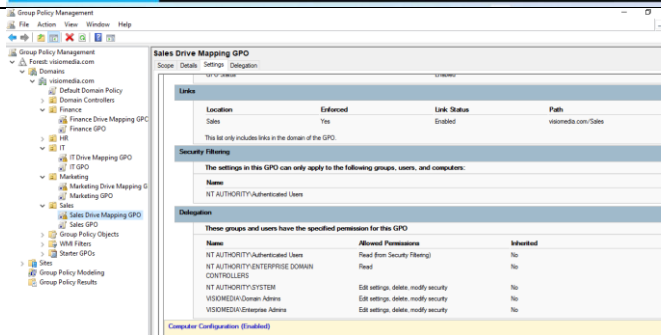 Group Policy Management
File Action View Window Help
Group Policy Management
Forest: visiomedia.com
Domains
visiomedia.com
Default Domain Policy
Domain Controllers
Finance
Finance Drive Mapping GPC
Finance GPO
HR
IT
IT Drive Mapping GPO
IT GPO
Marketing
Marketing Drive Mapping G
Marketing GPO
Sales
Sales Drive Mapping GPO
Sales GPO
Group Policy Objects
WMI Filters
Starter GPOs
Sites
Group Policy Modeling
Group Policy Results
Sales Drive Mapping GPO
Scope Details Settings Delegation
Links
Location Enforced Link Status Path
Sales Yes Enabled visiomedia.com/Sales
This list only includes links in the domain of the GPO.
Security Filtering
The settings in this GPO can only apply to the following groups, users, and computers:
Name
NT AUTHORITY\Authenticated Users
Delegation
These groups and users have the specified permission for this GPO
Name Allowed Permissions Inherited
NT AUTHORITY\Authenticated Users Read (from Security Filtering) No
NT AUTHORITY\ENTERPRISE DOMAIN CONTROLLERS Read No
NT AUTHORITY\SYSTEM Edit settings, delete, modify security No
VISIOMEDIA\Domain Admins Edit settings, delete, modify security No
VISIOMEDIA\Enterprise Admins Edit settings, delete, modify security No
Computer Configuration (Enabled)